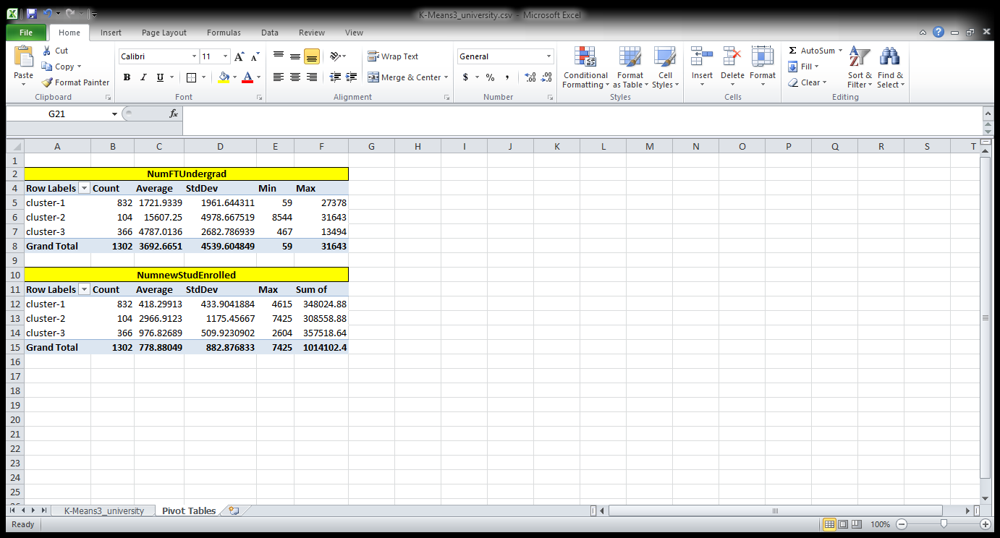 K-Means3_university.csv - Microsoft Excel
File Home Insert Page Layout Formulas Data Review View
Paste Cut Copy Format Painter Clipboard
Calibri 11 A A B I U A Font
Wrap Text Merge & Center Alignment
General $ % , .0 .00 .00 .0 Number
Conditional Formatting Format as Table Cell Styles Styles
Insert Delete Format Cells
Σ AutoSum Fill Clear Sort & Filter Find & Select Editing
G21 fx
A B C D E F G H I J K L M N O P Q R S T
1
2 NumFTUndergrad
4 Row Labels Count Average StdDev Min Max
5 cluster-1 832 1721.9339 1961.644311 59 27378
6 cluster-2 104 15607.25 4978.667519 8544 31643
7 cluster-3 366 4787.0136 2682.786939 467 13494
8 Grand Total 1302 3692.6651 4539.604849 59 31643
9
10 NumnewStudEnrolled
11 Row Labels Count Average StdDev Max Sum of
12 cluster-1 832 418.29913 433.9041884 4615 348024.88
13 cluster-2 104 2966.9123 1175.45667 7425 308558.88
14 cluster-3 366 976.82689 509.9230902 2604 357518.64
15 Grand Total 1302 778.88049 882.876833 7425 1014102.4
16
17
18
19
20
21
22
23
24
25
26
K-Means3_university Pivot Tables
Ready 100%